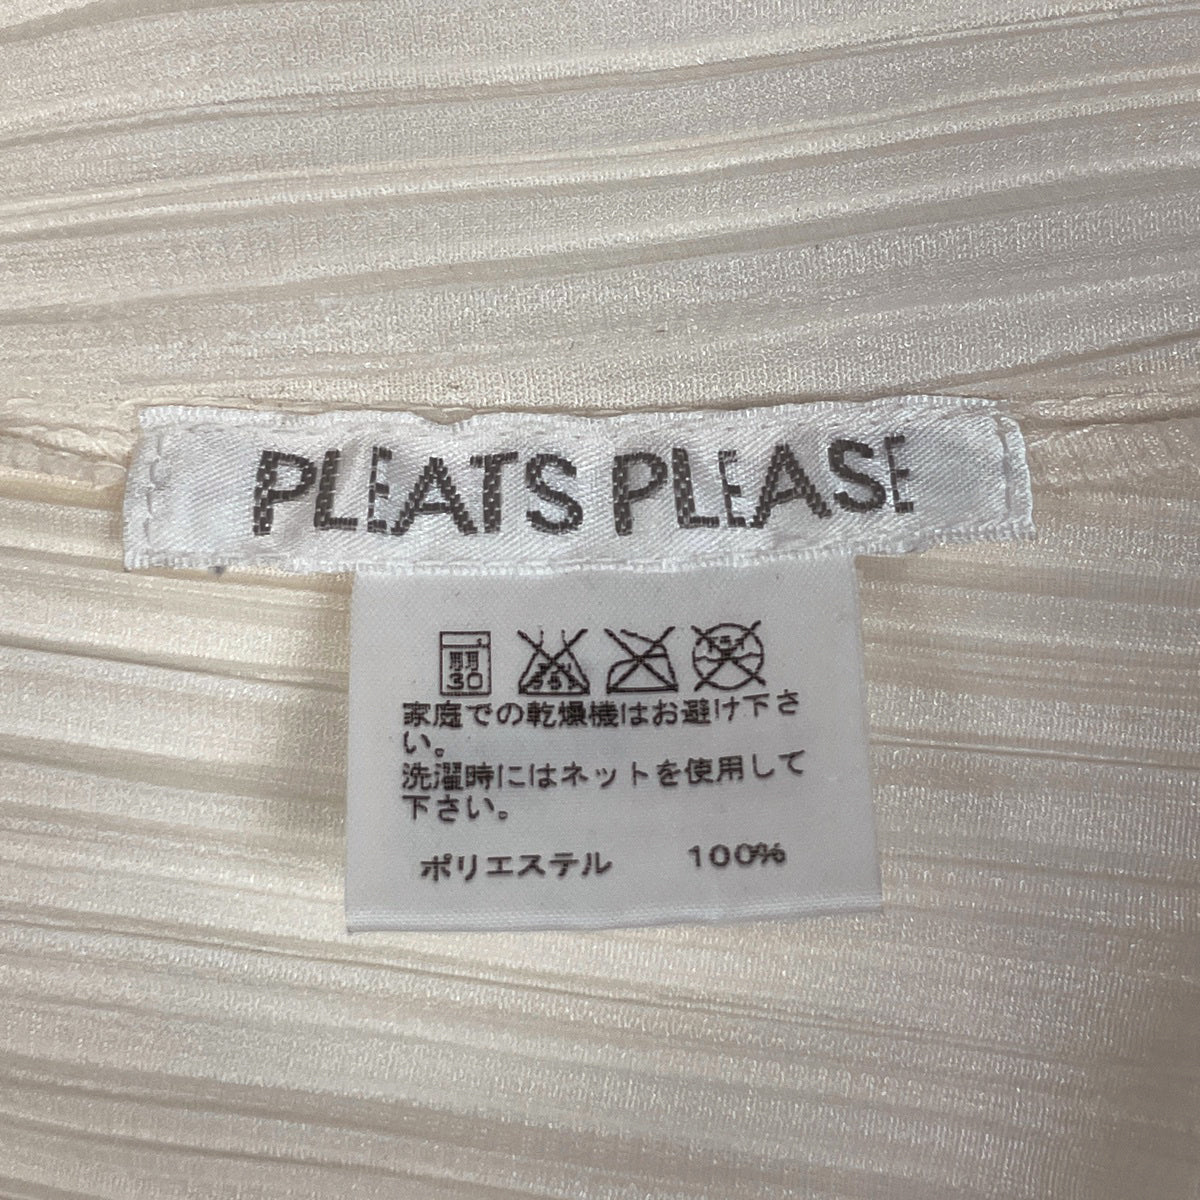 PLEATS PLEASE
弱
30
家庭での乾燥機はお避け下さ
い。
洗濯時にはネットを使用して
下さい。
ポリエステル 100%